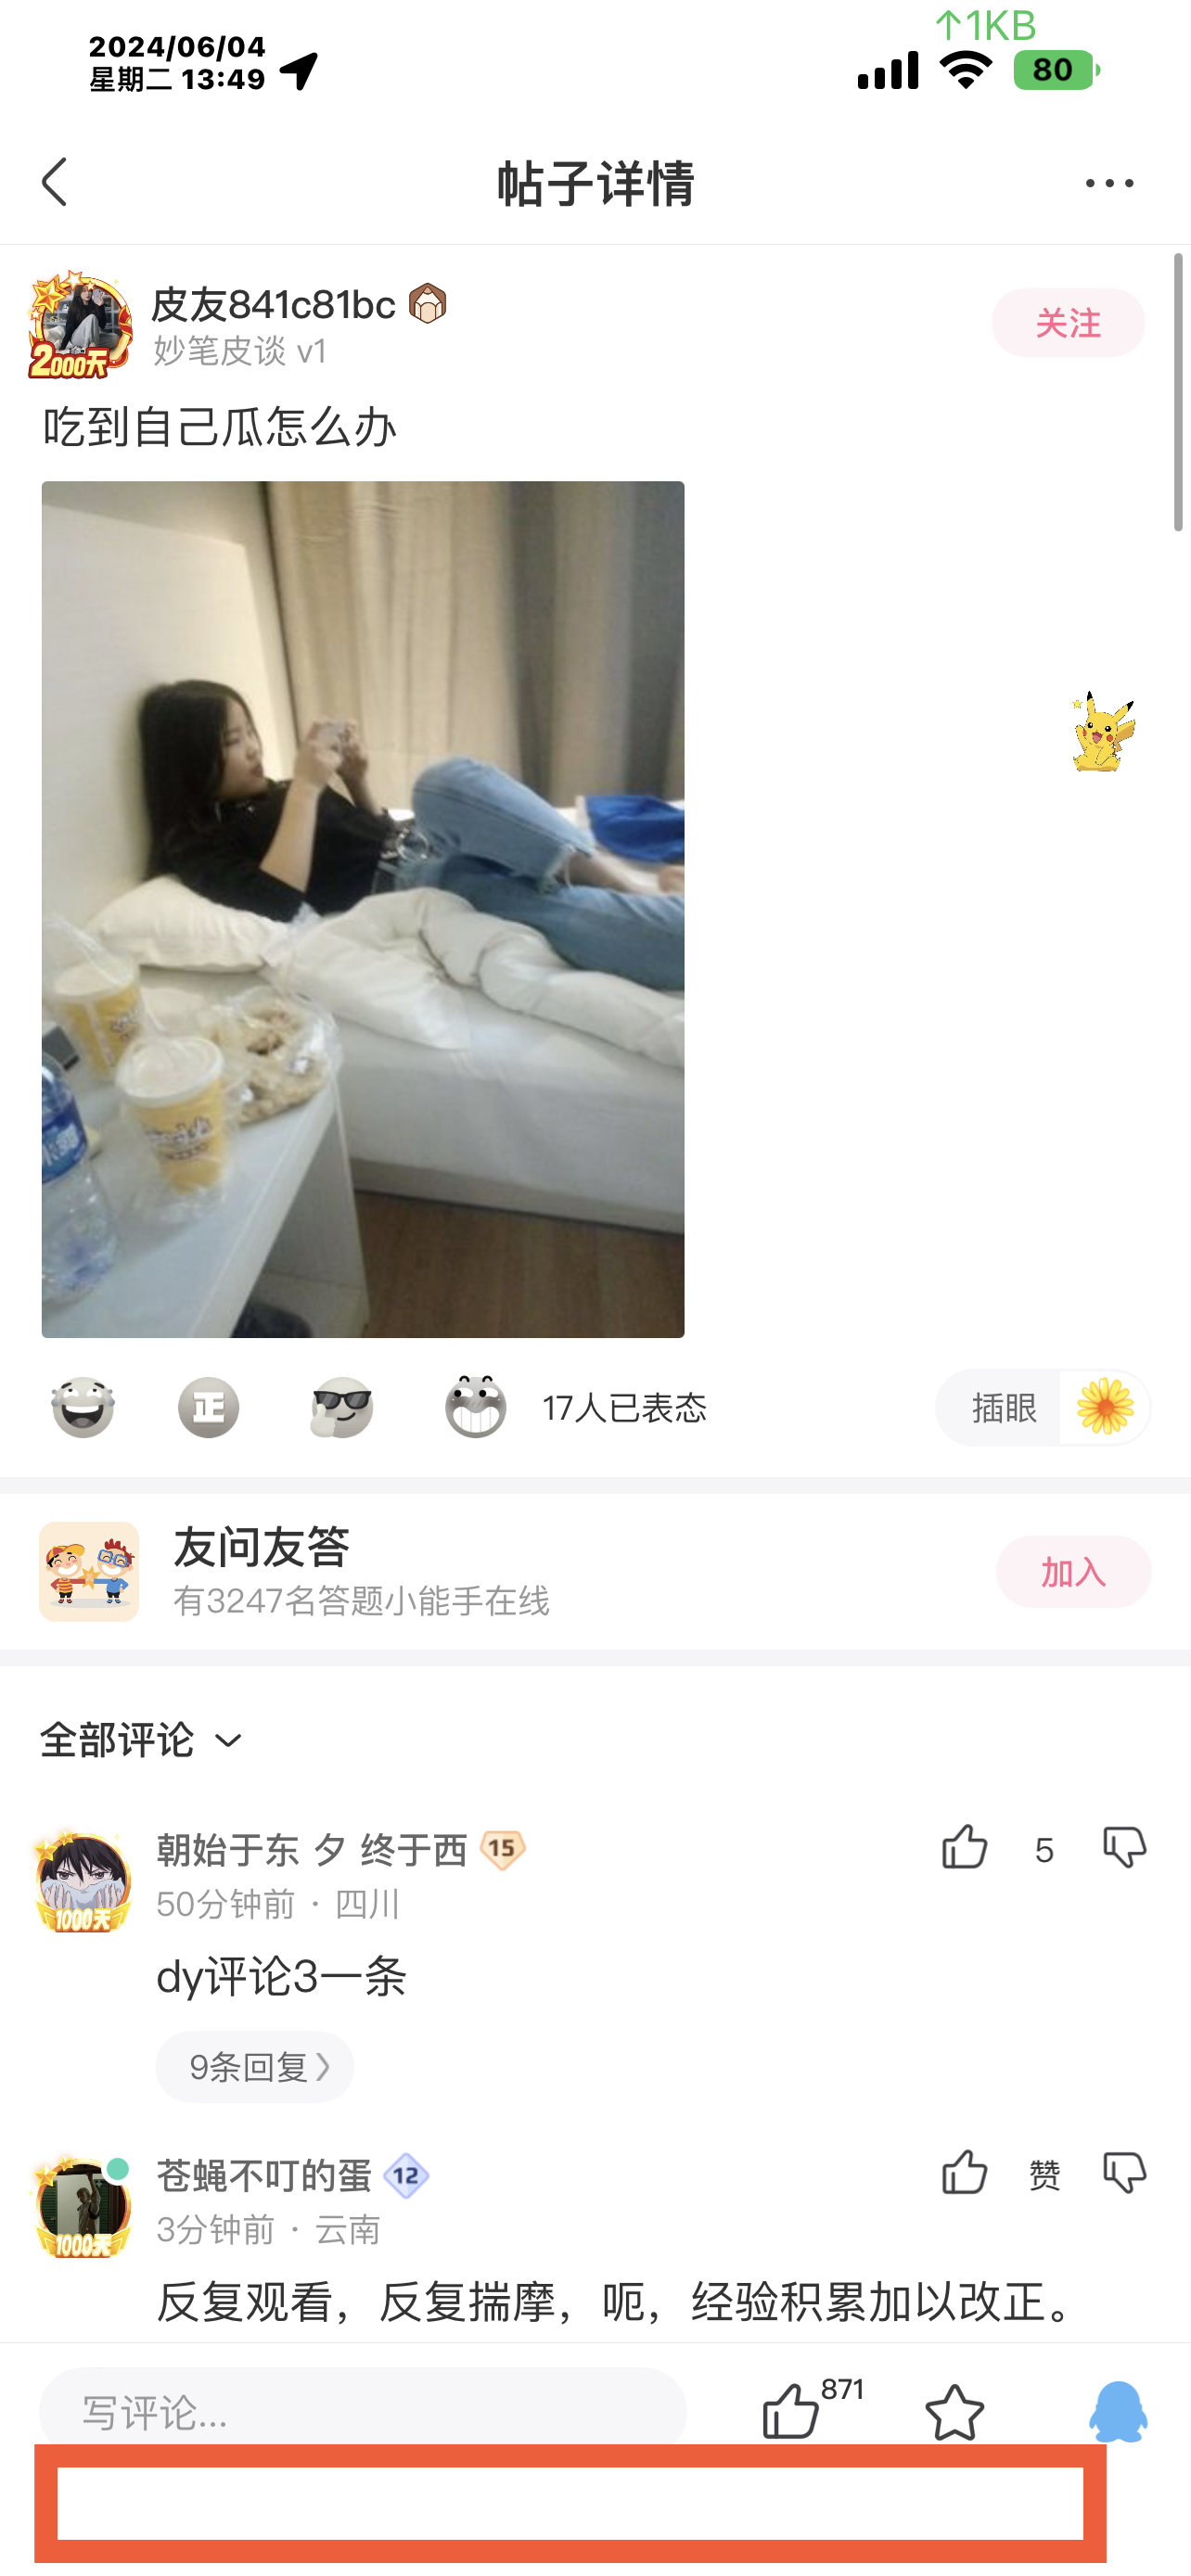 ↑1KB
2024/06/04
星期二 13:49
80
帖子详情
皮友841c81bc
妙笔皮谈 v1
关注
2000天
吃到自己瓜怎么办
正
17人已表态
插眼
友问友答
有3247名答题小能手在线
加入
全部评论
朝始于东 夕 终于西 15
5
50分钟前 · 四川
1000天
dy评论3一条
9条回复
苍蝇不叮的蛋 12
赞
3分钟前 · 云南
1000天
反复观看，反复揣摩，呃，经验积累加以改正。
写评论...
871